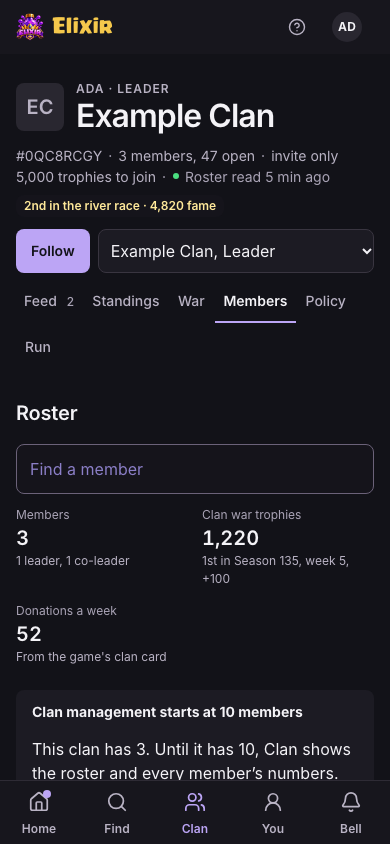 Elixir
AD
EC
ADA · LEADER
Example Clan
#0QC8RCGY · 3 members, 47 open · invite only
5,000 trophies to join · Roster read 5 min ago
2nd in the river race · 4,820 fame
Follow
Example Clan, Leader
Feed 2 Standings War Members Policy
Run
Roster
Find a member
Members
3
1 leader, 1 co-leader
Clan war trophies
1,220
1st in Season 135, week 5,
+100
Donations a week
52
From the game's clan card
Clan management starts at 10 members
This clan has 3. Until it has 10, Clan shows
the roster and every member’s numbers.
Home Find Clan You Bell